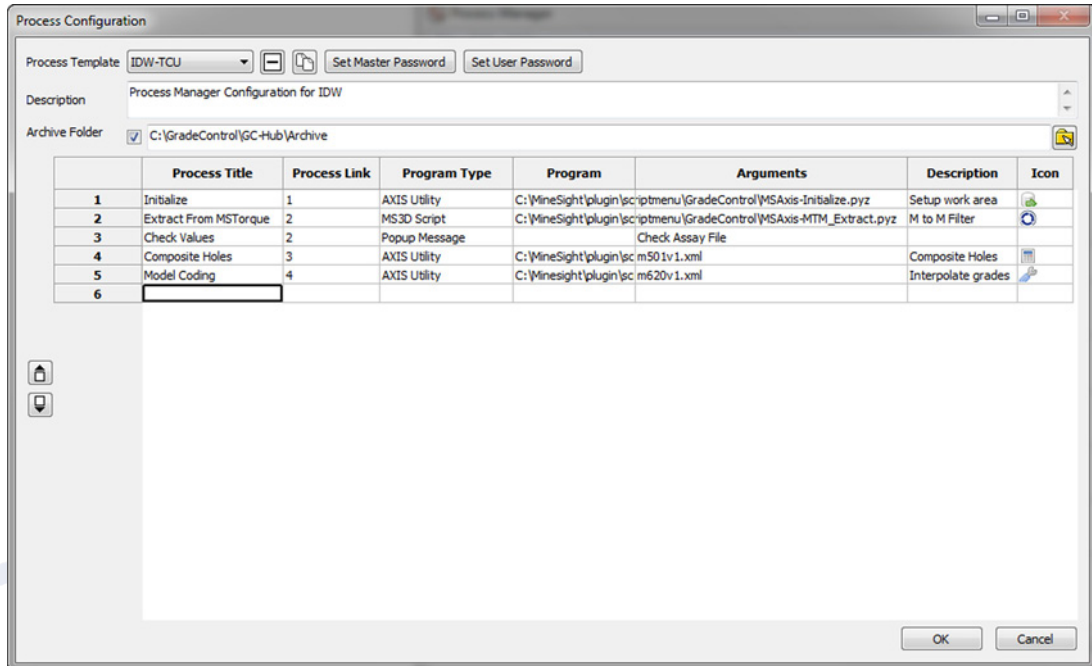 Process Manager
Process Configuration
Process Template IDW-TCU Set Master Password Set User Password
Description Process Manager Configuration for IDW
Archive Folder C:\GradeControl\GC-Hub\Archive
Process Title Process Link Program Type Program Arguments Description Icon
1 Initialize 1 AXIS Utility C:\MineSight\plugin\scriptmenu\GradeControl\MSAxis-Initialize.pyz Setup work area
2 Extract From MSTorque 2 MS3D Script C:\MineSight\plugin\scriptmenu\GradeControl\MSAxis-MTM_Extract.pyz M to M Filter
3 Check Values 2 Popup Message Check Assay File
4 Composite Holes 3 AXIS Utility C:\MineSight\plugin\sc m501v1.xml Composite Holes
5 Model Coding 4 AXIS Utility C:\MineSight\plugin\sc m620v1.xml Interpolate grades
6
OK Cancel